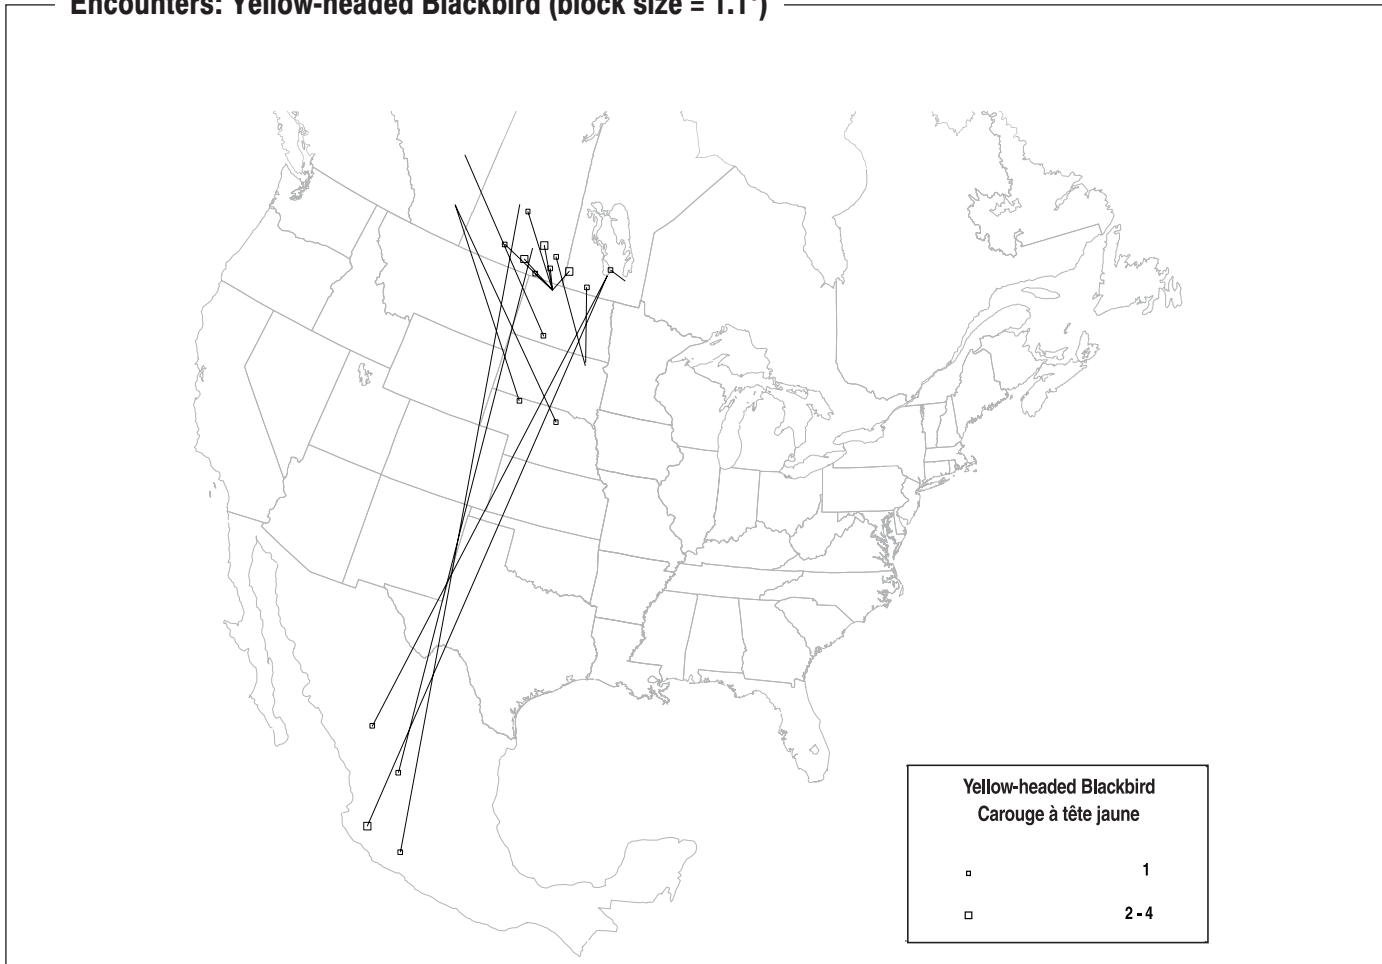 Encounters: Yellow-headed Blackbird (block size = 1.1°)
Yellow-headed Blackbird
Carouge à tête jaune
1
2 - 4